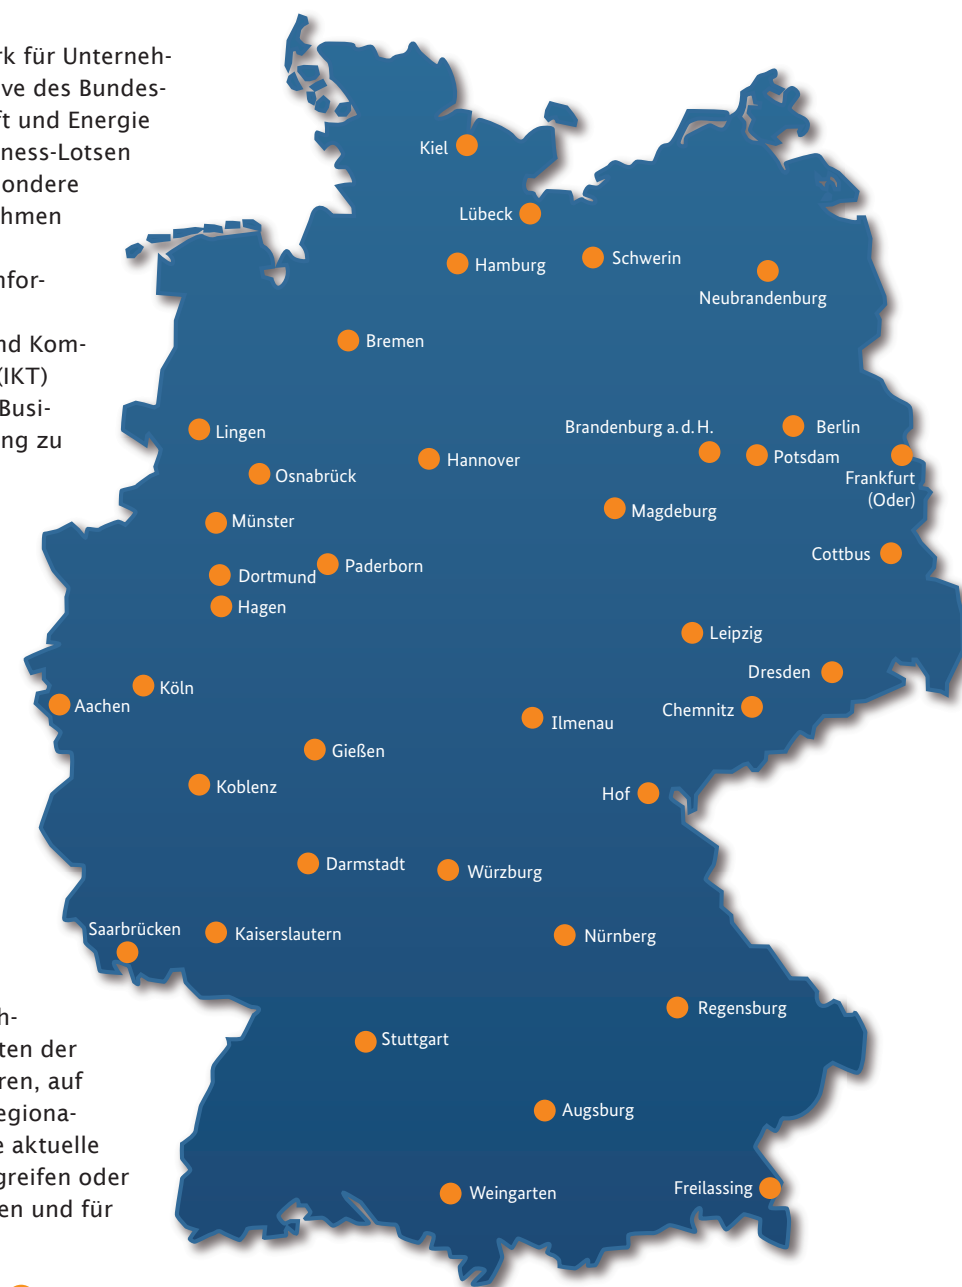 rk für Unterneh-
ve des Bundes-
ft und Energie
ness-Lotsen
ondere
hmen
nfor-
nd Kom-
(IKT)
Busi-
ng zu
Kiel
Lübeck
Hamburg
Schwerin
Neubrandenburg
Bremen
Lingen
Osnabrück
Hannover
Brandenburg a. d. H.
Berlin
Potsdam
Frankfurt
(Oder)
Münster
Magdeburg
Cottbus
Dortmund
Paderborn
Hagen
Leipzig
Dresden
Köln
Aachen
Chemnitz
Ilmenau
Gießen
Koblenz
Hof
Darmstadt
Würzburg
Saarbrücken
Kaiserslautern
Nürnberg
Regensburg
Stuttgart
Augsburg
Weingarten
Freilassing
h-
ten der
ren, auf
egiona-
e aktuelle
greifen oder
en und für